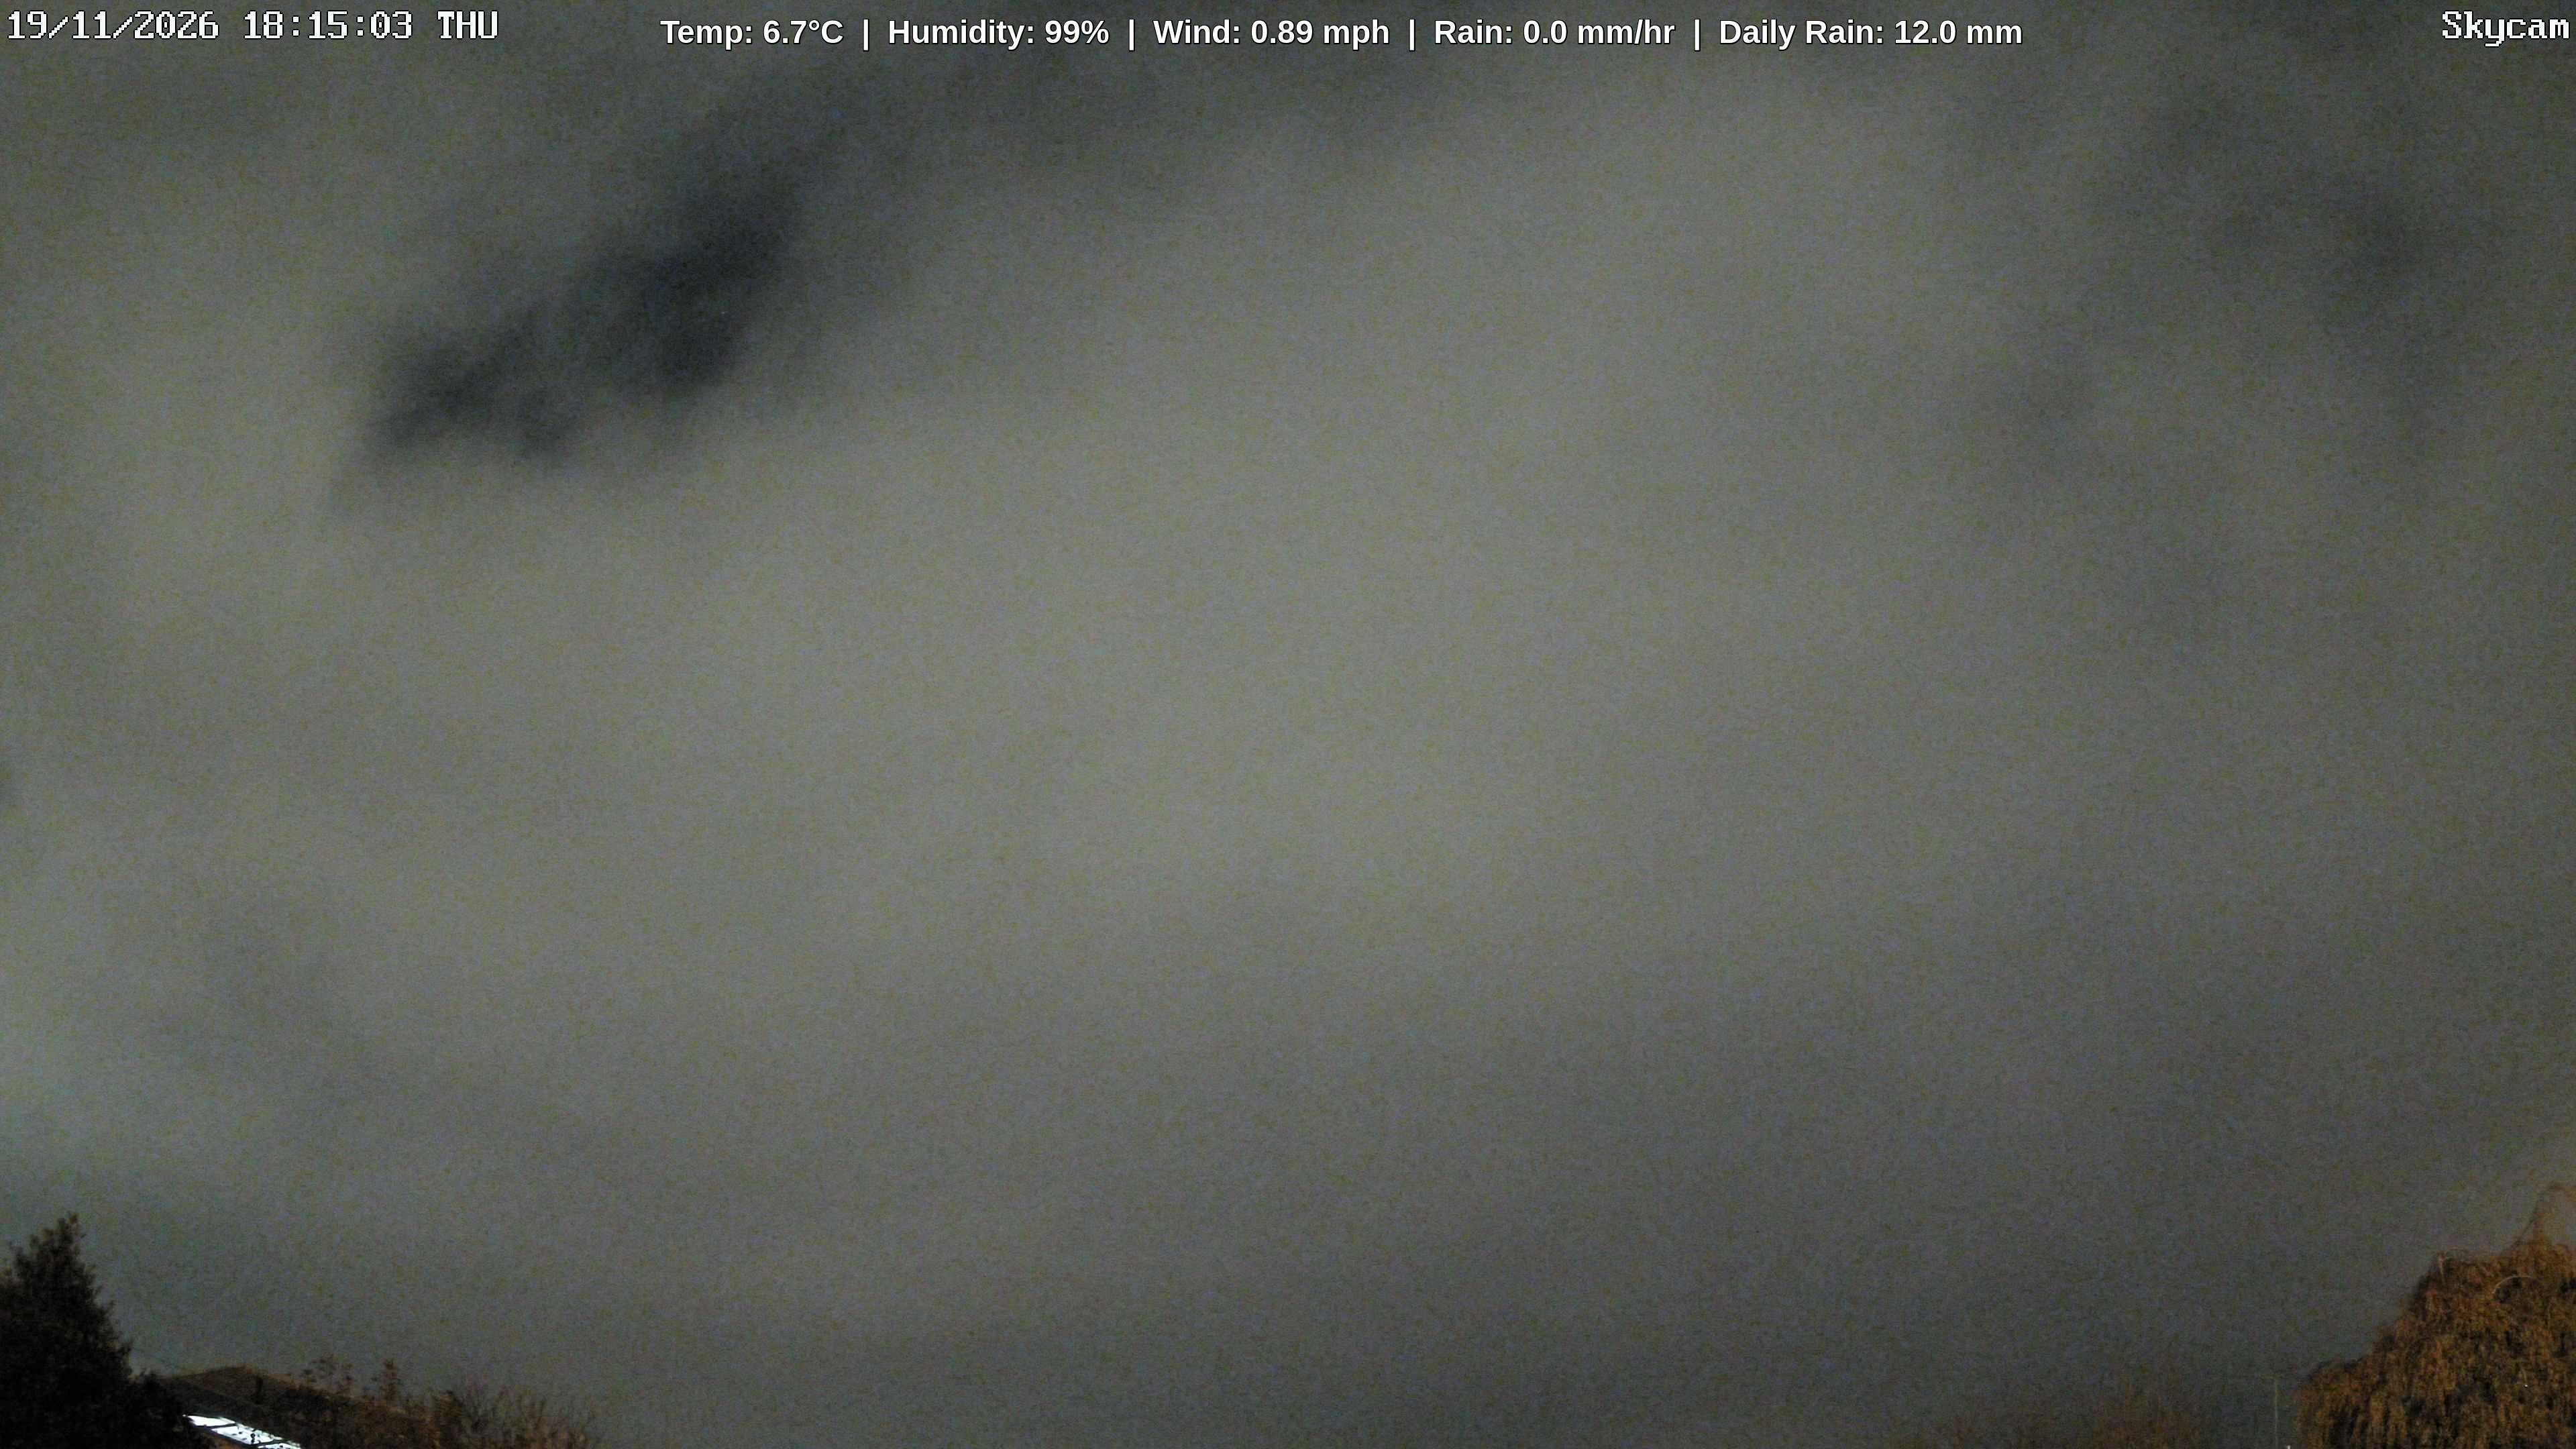 19/11/2026 18:15:03 THU
Temp: 6.7°C | Humidity: 99% | Wind: 0.89 mph | Rain: 0.0 mm/hr | Daily Rain: 12.0 mm
Skycam